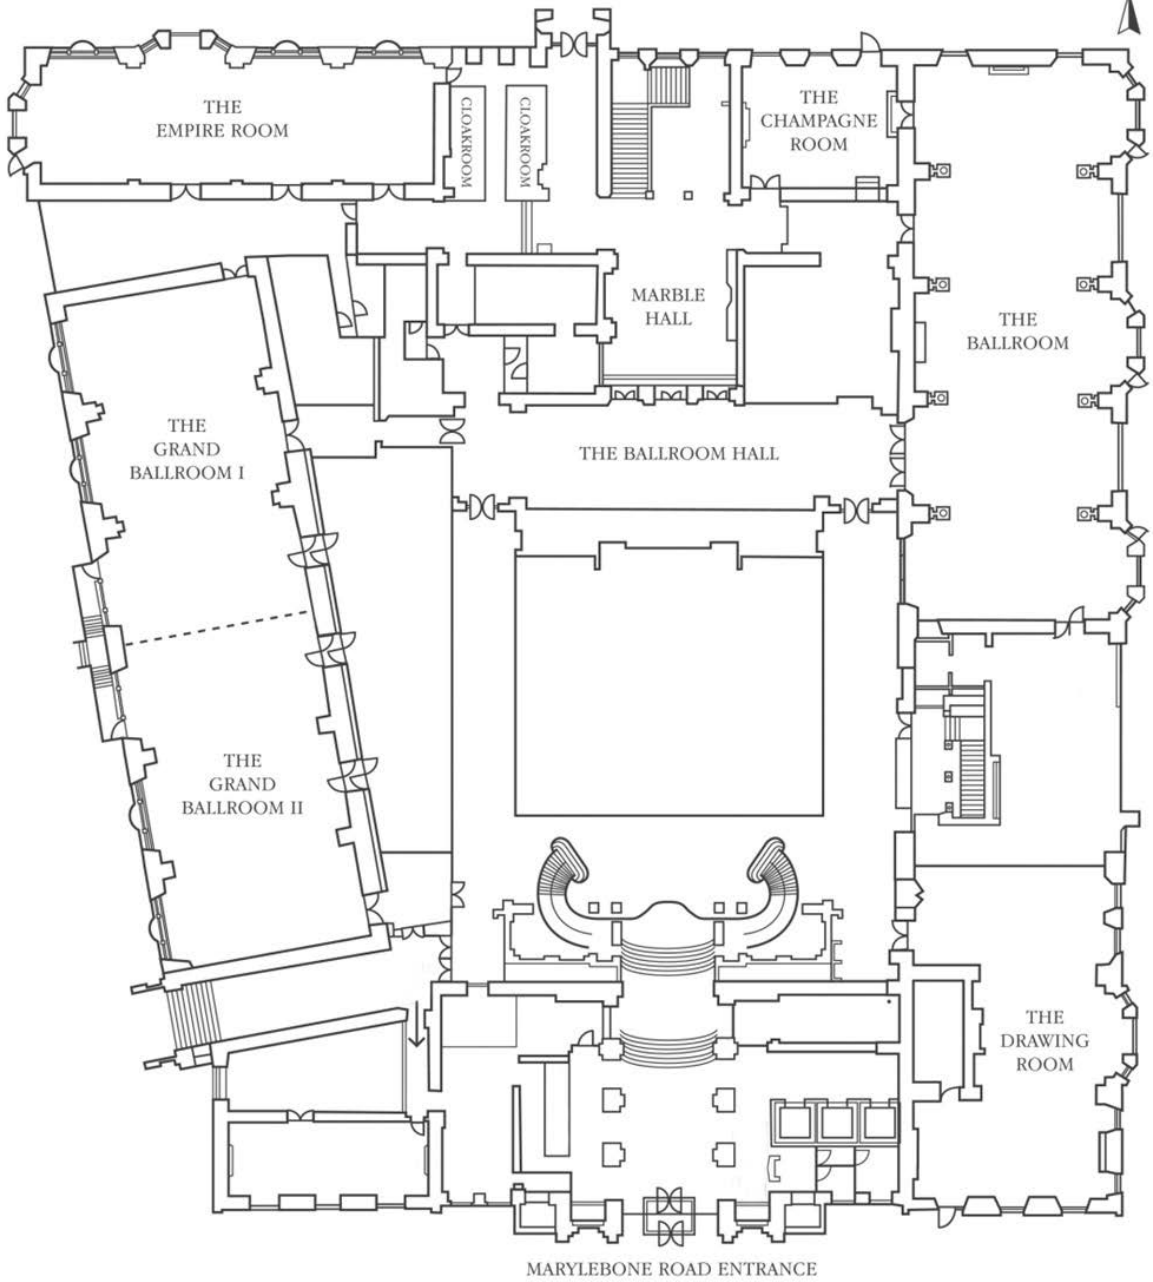 THE
EMPIRE ROOM
CLOAKROOM
CLOAKROOM
THE
CHAMPAGNE
ROOM
MARBLE
HALL
THE
BALLROOM
THE
GRAND
BALLROOM I
THE BALLROOM HALL
THE
GRAND
BALLROOM II
THE
DRAWING
ROOM
MARYLEBONE ROAD ENTRANCE